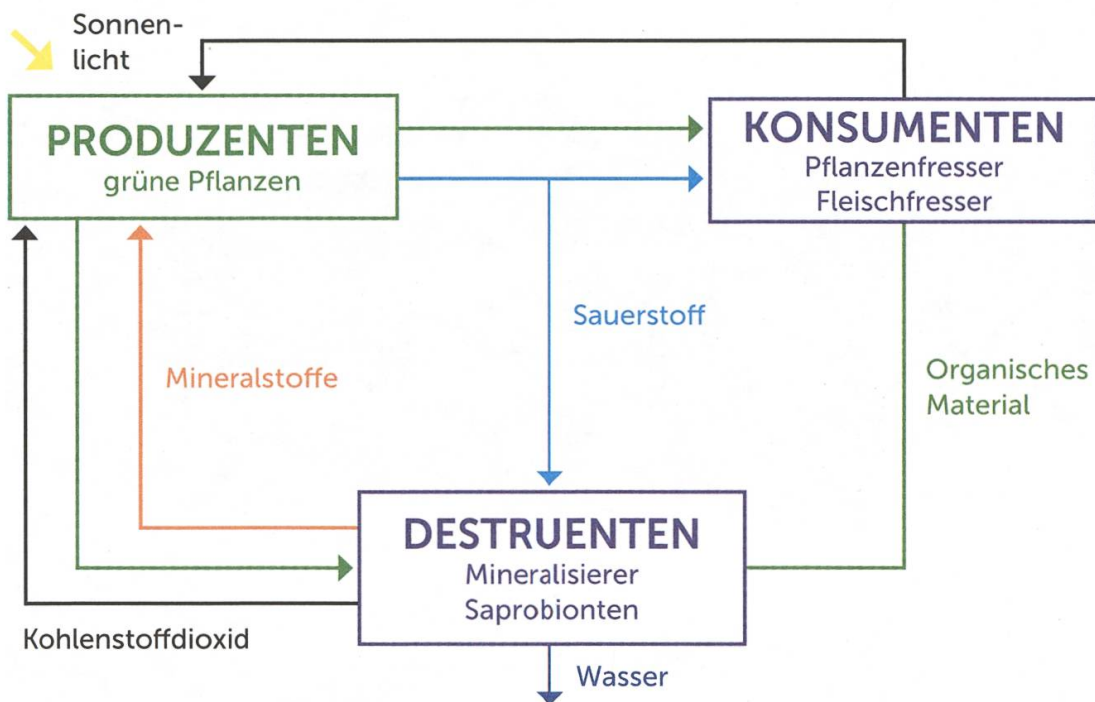 Sonnen-
licht
PRODUZENTEN
grüne Pflanzen
KONSUMENTEN
Pflanzenfresser
Fleischfresser
Sauerstoff
Mineralstoffe
Organisches
Material
DESTRUENTEN
Mineralisierer
Saprobionten
Kohlenstoffdioxid
Wasser